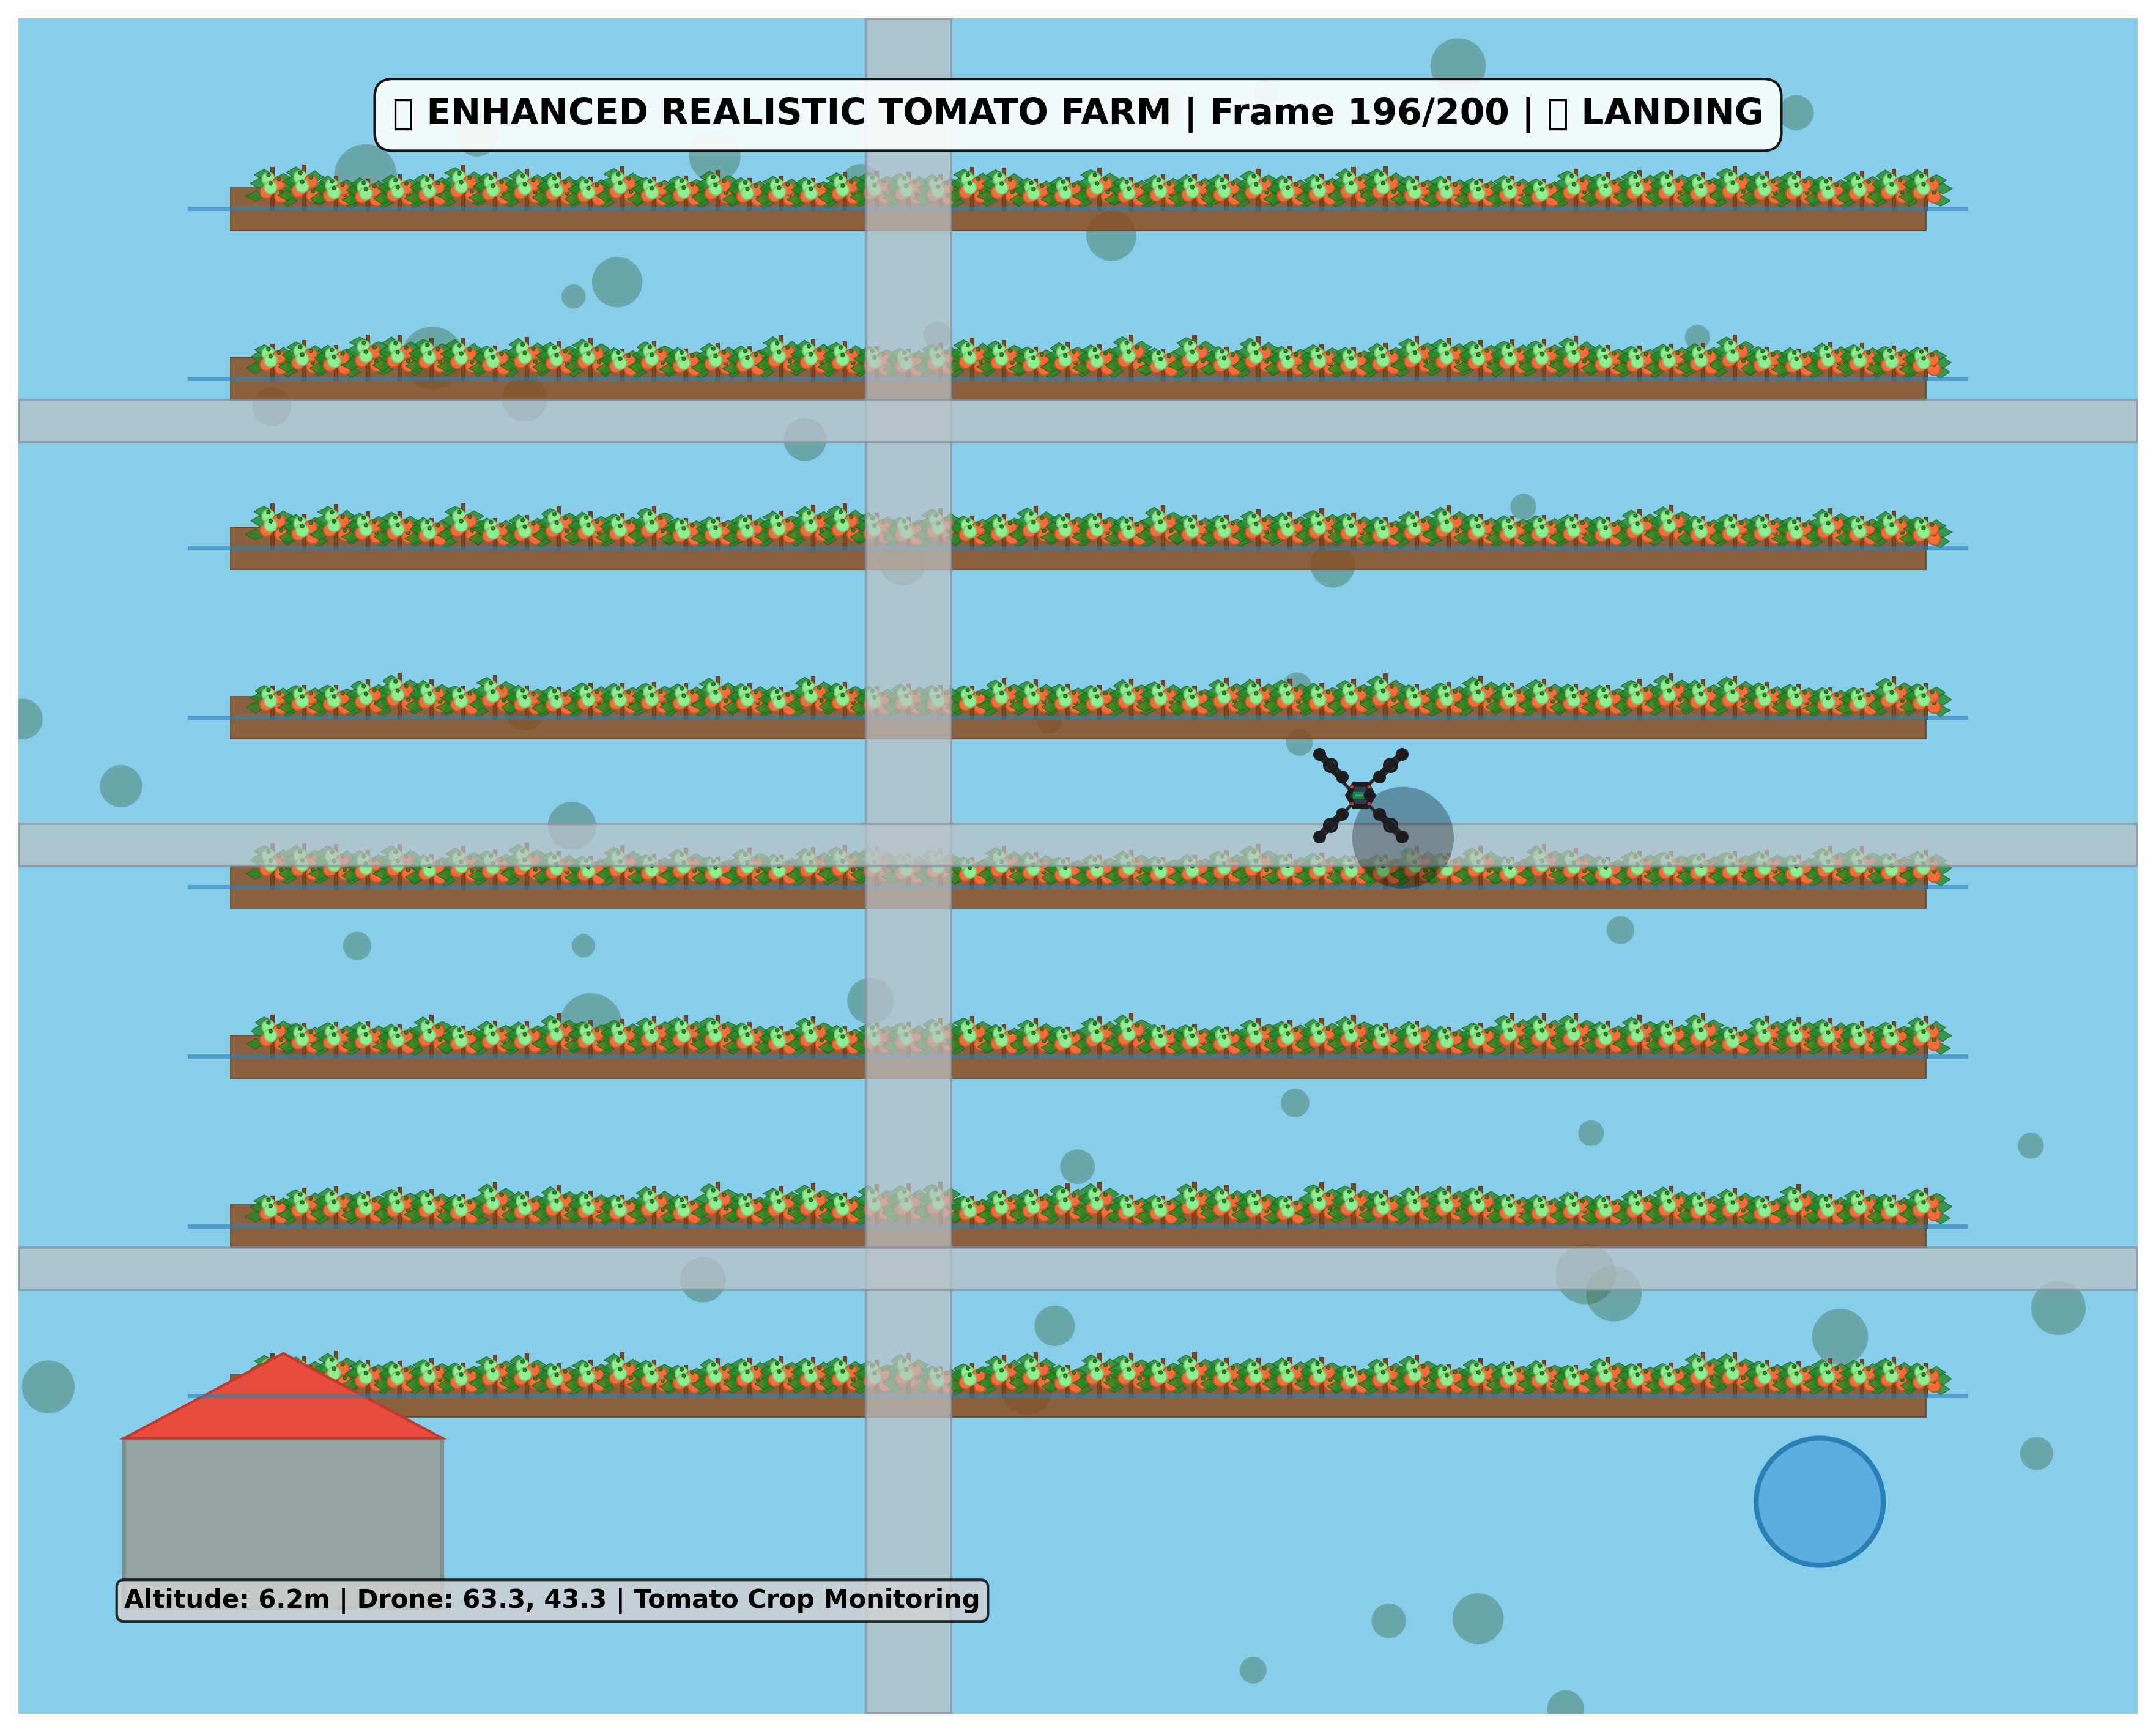 ENHANCED REALISTIC TOMATO FARM | Frame 196/200 | LANDING
Altitude: 6.2m | Drone: 63.3, 43.3 | Tomato Crop Monitoring